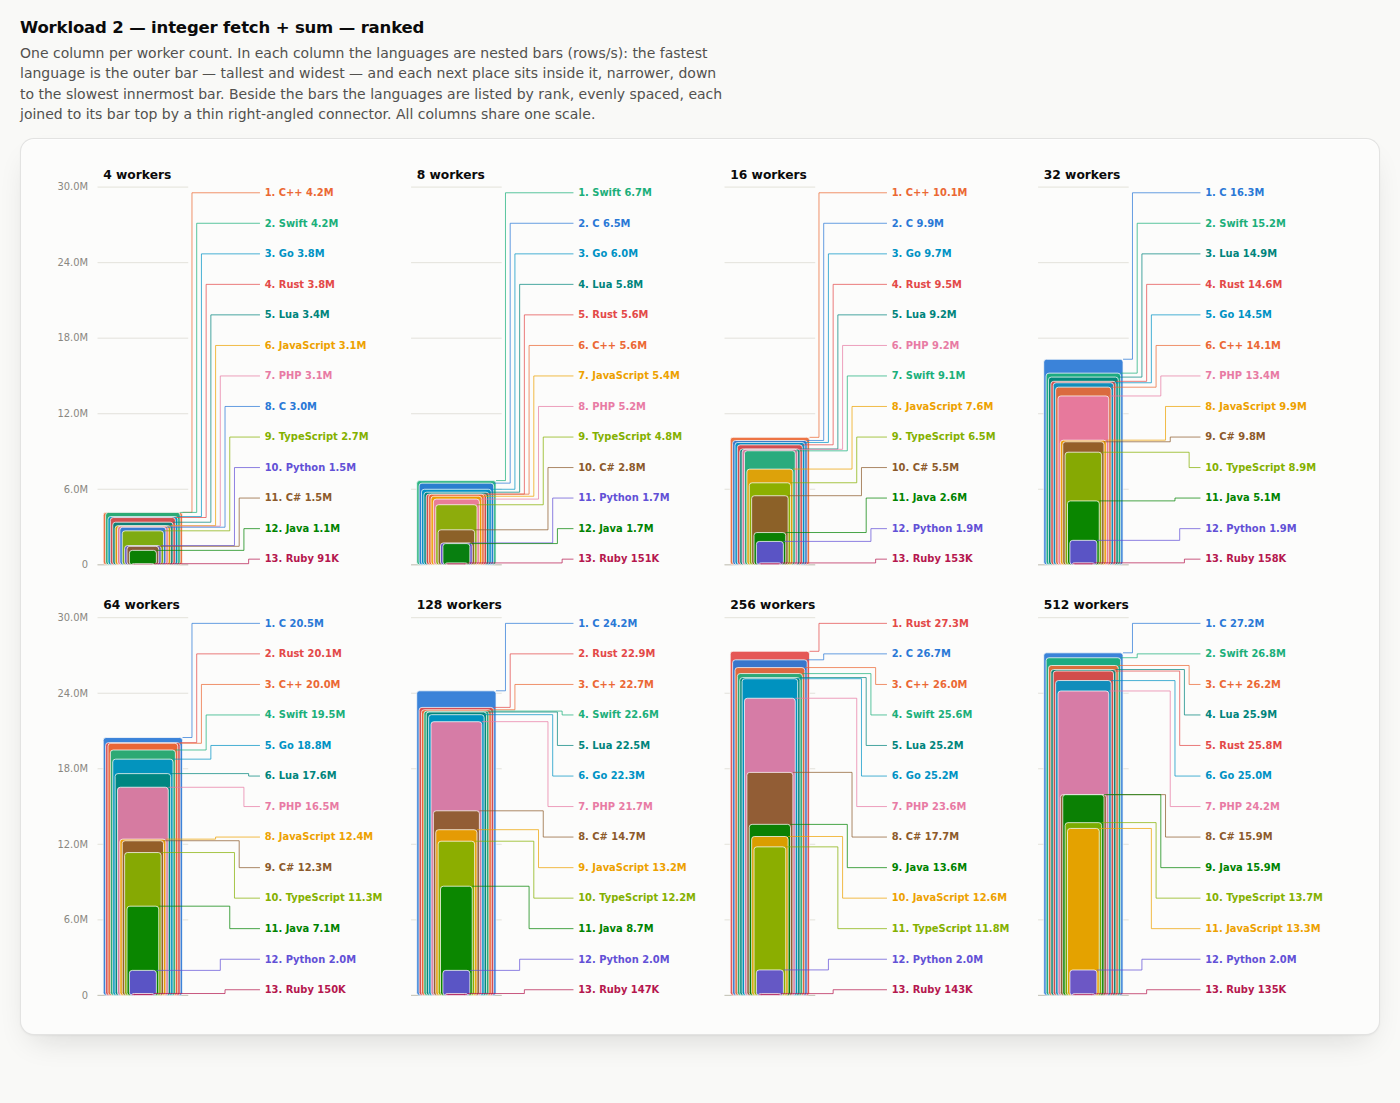 Workload 2 — integer fetch + sum — ranked
One column per worker count. In each column the languages are nested bars (rows/s): the fastest
language is the outer bar — tallest and widest — and each next place sits inside it, narrower, down
to the slowest innermost bar. Beside the bars the languages are listed by rank, evenly spaced, each
joined to its bar top by a thin right-angled connector. All columns share one scale.
4 workers
30.0M
24.0M
18.0M
12.0M
6.0M
0
1. C++ 4.2M
2. Swift 4.2M
3. Go 3.8M
4. Rust 3.8M
5. Lua 3.4M
6. JavaScript 3.1M
7. PHP 3.1M
8. C 3.0M
9. TypeScript 2.7M
10. Python 1.5M
11. C# 1.5M
12. Java 1.1M
13. Ruby 91K
8 workers
1. Swift 6.7M
2. C 6.5M
3. Go 6.0M
4. Lua 5.8M
5. Rust 5.6M
6. C++ 5.6M
7. JavaScript 5.4M
8. PHP 5.2M
9. TypeScript 4.8M
10. C# 2.8M
11. Python 1.7M
12. Java 1.7M
13. Ruby 151K
16 workers
1. C++ 10.1M
2. C 9.9M
3. Go 9.7M
4. Rust 9.5M
5. Lua 9.2M
6. PHP 9.2M
7. Swift 9.1M
8. JavaScript 7.6M
9. TypeScript 6.5M
10. C# 5.5M
11. Java 2.6M
12. Python 1.9M
13. Ruby 153K
32 workers
1. C 16.3M
2. Swift 15.2M
3. Lua 14.9M
4. Rust 14.6M
5. Go 14.5M
6. C++ 14.1M
7. PHP 13.4M
8. JavaScript 9.9M
9. C# 9.8M
10. TypeScript 8.9M
11. Java 5.1M
12. Python 1.9M
13. Ruby 158K
64 workers
30.0M
24.0M
18.0M
12.0M
6.0M
0
1. C 20.5M
2. Rust 20.1M
3. C++ 20.0M
4. Swift 19.5M
5. Go 18.8M
6. Lua 17.6M
7. PHP 16.5M
8. JavaScript 12.4M
9. C# 12.3M
10. TypeScript 11.3M
11. Java 7.1M
12. Python 2.0M
13. Ruby 150K
128 workers
1. C 24.2M
2. Rust 22.9M
3. C++ 22.7M
4. Swift 22.6M
5. Lua 22.5M
6. Go 22.3M
7. PHP 21.7M
8. C# 14.7M
9. JavaScript 13.2M
10. TypeScript 12.2M
11. Java 8.7M
12. Python 2.0M
13. Ruby 147K
256 workers
1. Rust 27.3M
2. C 26.7M
3. C++ 26.0M
4. Swift 25.6M
5. Lua 25.2M
6. Go 25.2M
7. PHP 23.6M
8. C# 17.7M
9. Java 13.6M
10. JavaScript 12.6M
11. TypeScript 11.8M
12. Python 2.0M
13. Ruby 143K
512 workers
1. C 27.2M
2. Swift 26.8M
3. C++ 26.2M
4. Lua 25.9M
5. Rust 25.8M
6. Go 25.0M
7. PHP 24.2M
8. C# 15.9M
9. Java 15.9M
10. TypeScript 13.7M
11. JavaScript 13.3M
12. Python 2.0M
13. Ruby 135K